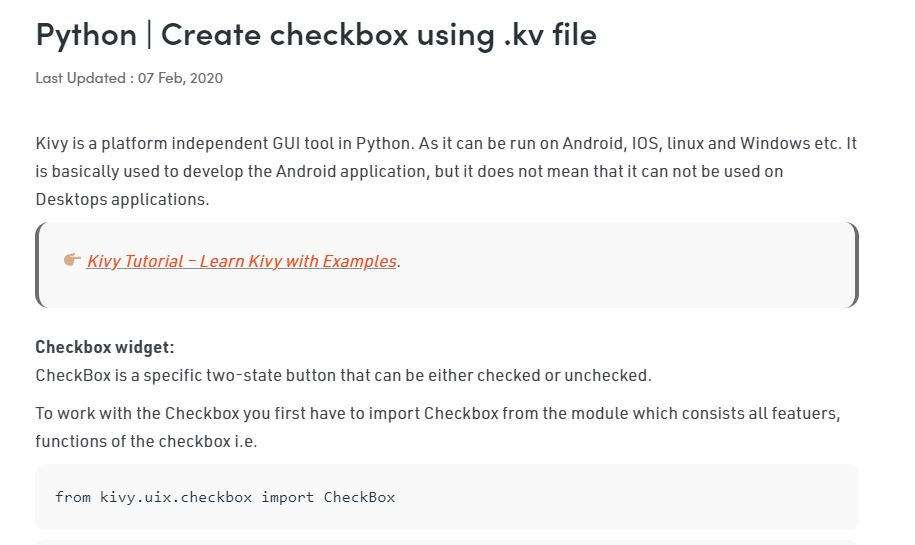 Python | Create checkbox using .kv file
Last Updated : 07 Feb, 2020
Kivy is a platform independent GUI tool in Python. As it can be run on Android, IOS, linux and Windows etc. It
is basically used to develop the Android application, but it does not mean that it can not be used on
Desktops applications.
Kivy Tutorial – Learn Kivy with Examples.
Checkbox widget:
CheckBox is a specific two-state button that can be either checked or unchecked.
To work with the Checkbox you first have to import Checkbox from the module which consists all featuers,
functions of the checkbox i.e.
from kivy.uix.checkbox import CheckBox